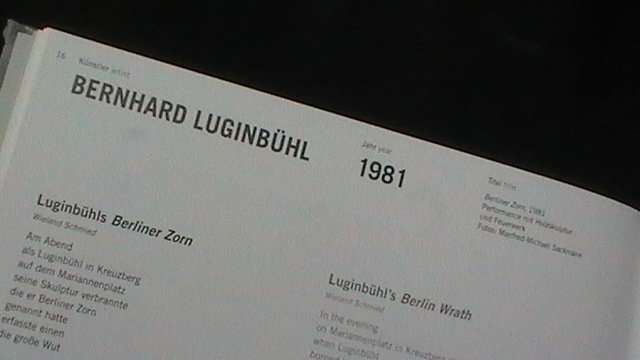 16 Künstler artist
BERNHARD LUGINBÜHL
Jahr year
1981
Titel title
Berliner Zorn, 1981
Performance mit Holzskulptur
und Feuerwerk
Fotos: Manfred-Michael Sackmann
Luginbühls Berliner Zorn
Wieland Schmied
Am Abend
als Luginbühl in Kreuzberg
auf dem Mariannenplatz
seine Skulptur verbrannte
die er Berliner Zorn
genannt hatte
erfasste einen
die große Wut
Luginbühl's Berlin Wrath
Wieland Schmied
In the evening
on Mariannenplatz in Kreuzberg
when Luginbühl
burned